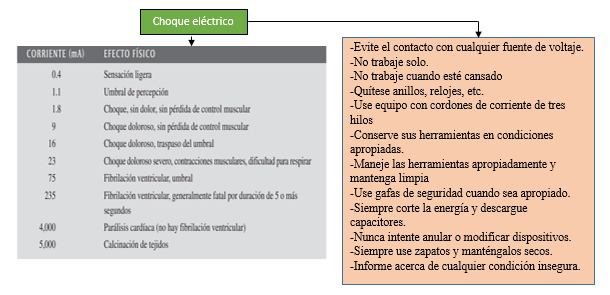 Choque eléctrico
CORRIENTE (mA) EFECTO FÍSICO
0.4 Sensación ligera
1.1 Umbral de percepción
1.8 Choque, sin dolor, sin pérdida de control muscular
9 Choque doloroso, sin pérdida de control muscular
16 Choque doloroso, traspaso del umbral
23 Choque doloroso severo, contracciones musculares, dificultad para respirar
75 Fibrilación ventricular, umbral
235 Fibrilación ventricular, generalmente fatal por duración de 5 o más
segundos
4,000 Parálisis cardíaca (no hay fibrilación ventricular)
5,000 Calcinación de tejidos
-Evite el contacto con cualquier fuente de voltaje.
-No trabaje solo.
-No trabaje cuando esté cansado
-Quítese anillos, relojes, etc.
-Use equipo con cordones de corriente de tres
hilos
-Conserve sus herramientas en condiciones
apropiadas.
-Maneje las herramientas apropiadamente y
mantenga limpia
-Use gafas de seguridad cuando sea apropiado.
-Siempre corte la energía y descargue
capacitores.
-Nunca intente anular o modificar dispositivos.
-Siempre use zapatos y manténgalos secos.
-Informe acerca de cualquier condición insegura.